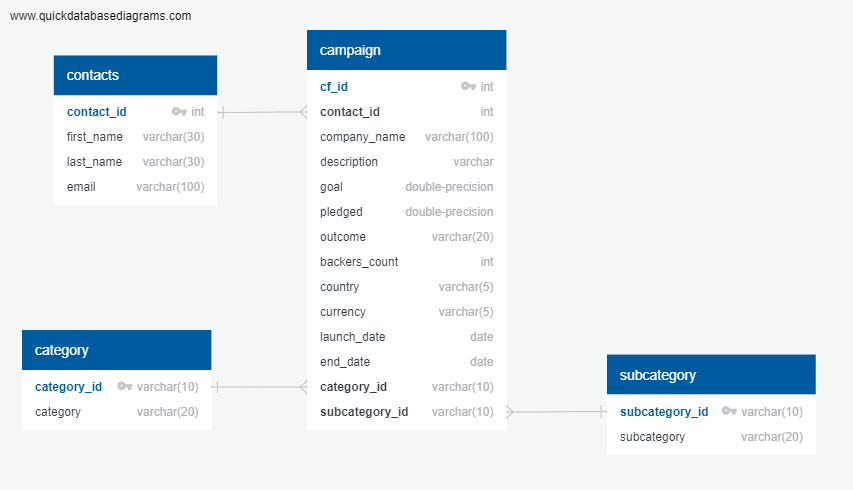 www.quickdatabasediagrams.com
contacts
contact_id int
first_name varchar(30)
last_name varchar(30)
email varchar(100)
campaign
cf_id int
contact_id int
company_name varchar(100)
description varchar
goal double-precision
pledged double-precision
outcome varchar(20)
backers_count int
country varchar(5)
currency varchar(5)
launch_date date
end_date date
category_id varchar(10)
subcategory_id varchar(10)
category
category_id varchar(10)
category varchar(20)
subcategory
subcategory_id varchar(10)
subcategory varchar(20)